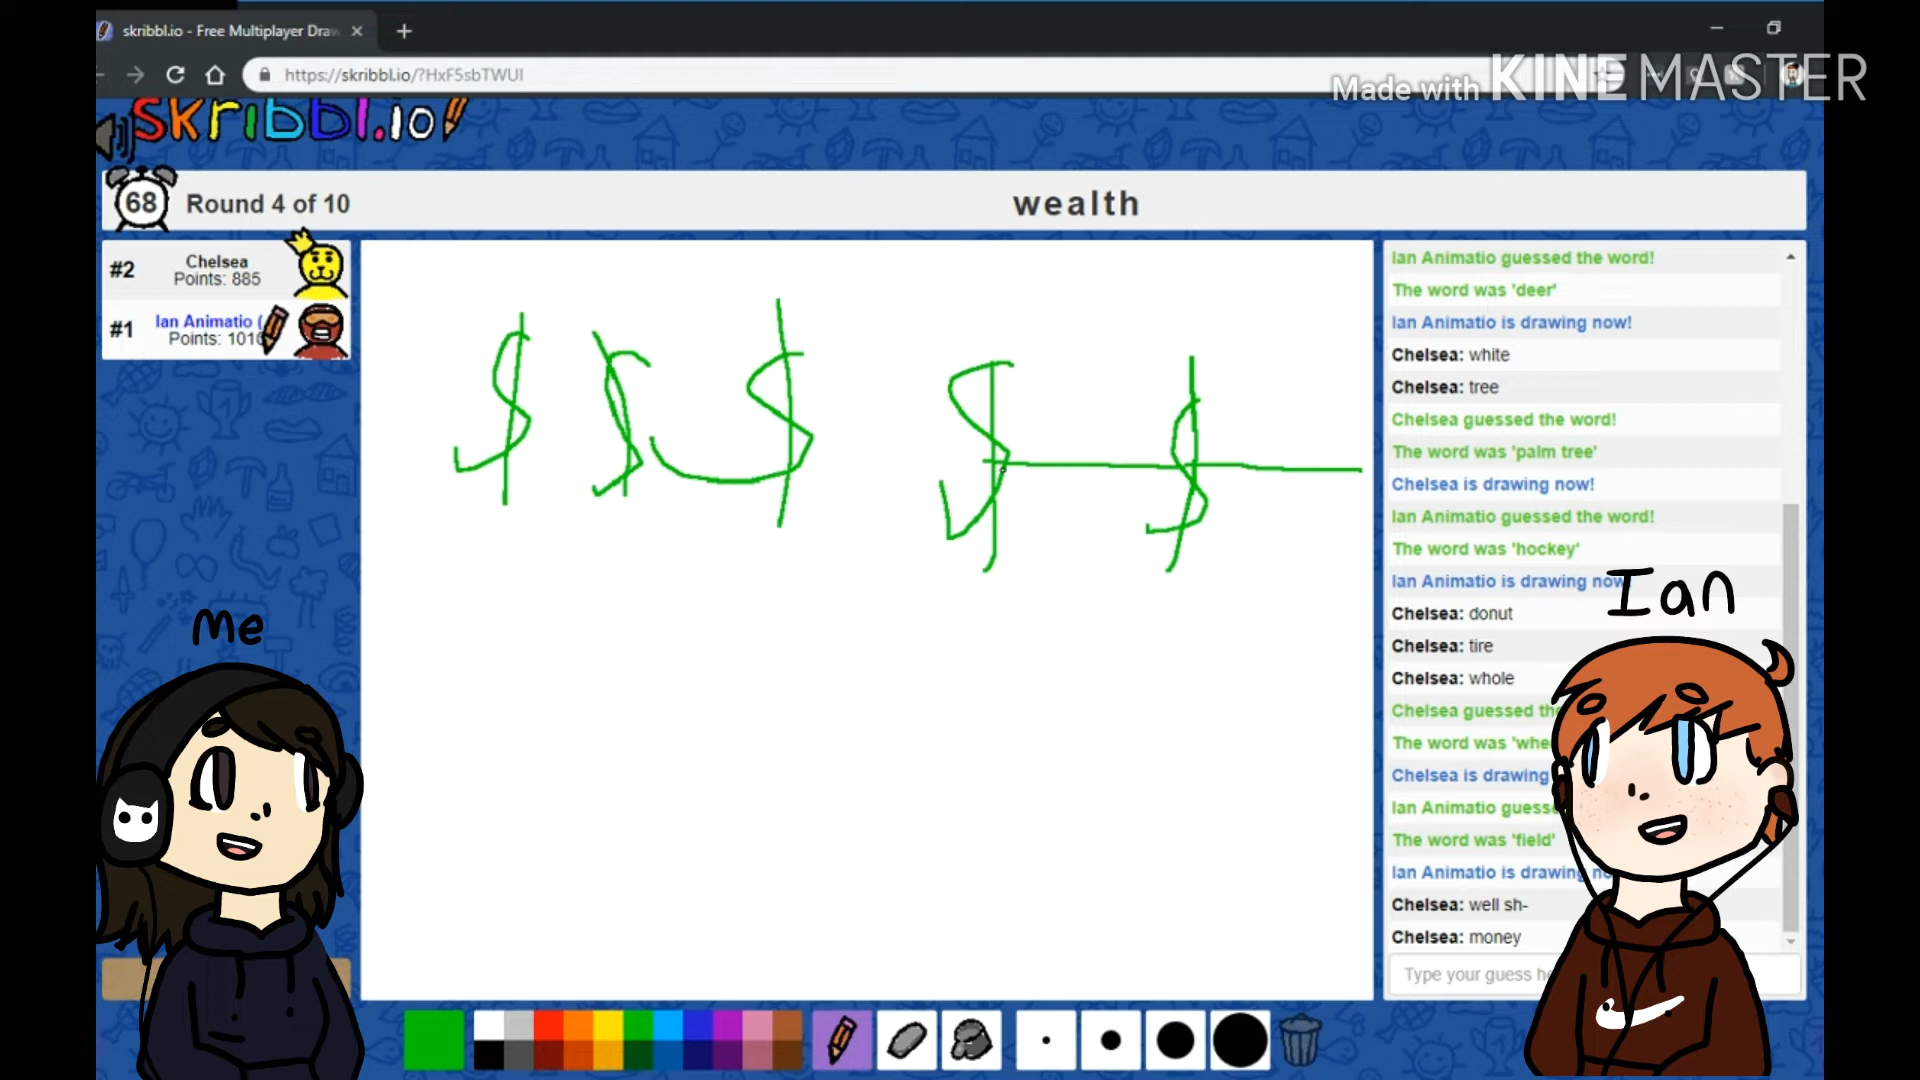 skribbl.io - Free Multiplayer Draw
https://skribbl.io/?HxF5sbTWUI
Made with KINEMASTER
skribbl.io
68
Round 4 of 10
wealth
#2
Chelsea
Points: 885
#1
Ian Animatio (
Points: 1010
$ $ $ $ $
Ian Animatio guessed the word!
The word was 'deer'
Ian Animatio is drawing now!
Chelsea: white
Chelsea: tree
Chelsea guessed the word!
The word was 'palm tree'
Chelsea is drawing now!
Ian Animatio guessed the word!
The word was 'hockey'
Ian Animatio is drawing now
Chelsea: donut
Chelsea: tire
Chelsea: whole
Chelsea guessed
The word was
Chelsea is drawing
Ian Animatio
The word was 'field'
Ian Animatio is drawing
Chelsea: well sh-
Chelsea: money
Type your guess
Me
Ian